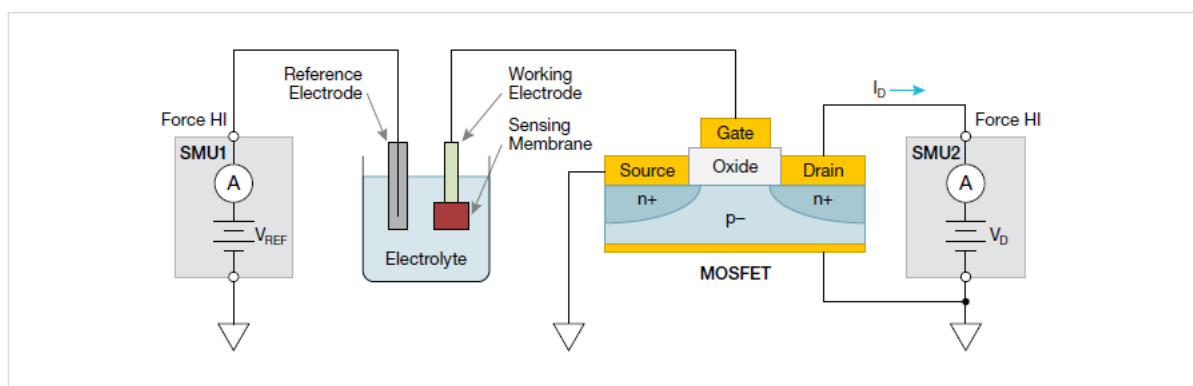 Reference
Electrode
Working
Electrode
Sensing
Membrane
Force HI
SMU1
A
VREF
Electrolyte
Gate
Source
Oxide
Drain
n+
n+
p–
MOSFET
ID
Force HI
SMU2
A
VD